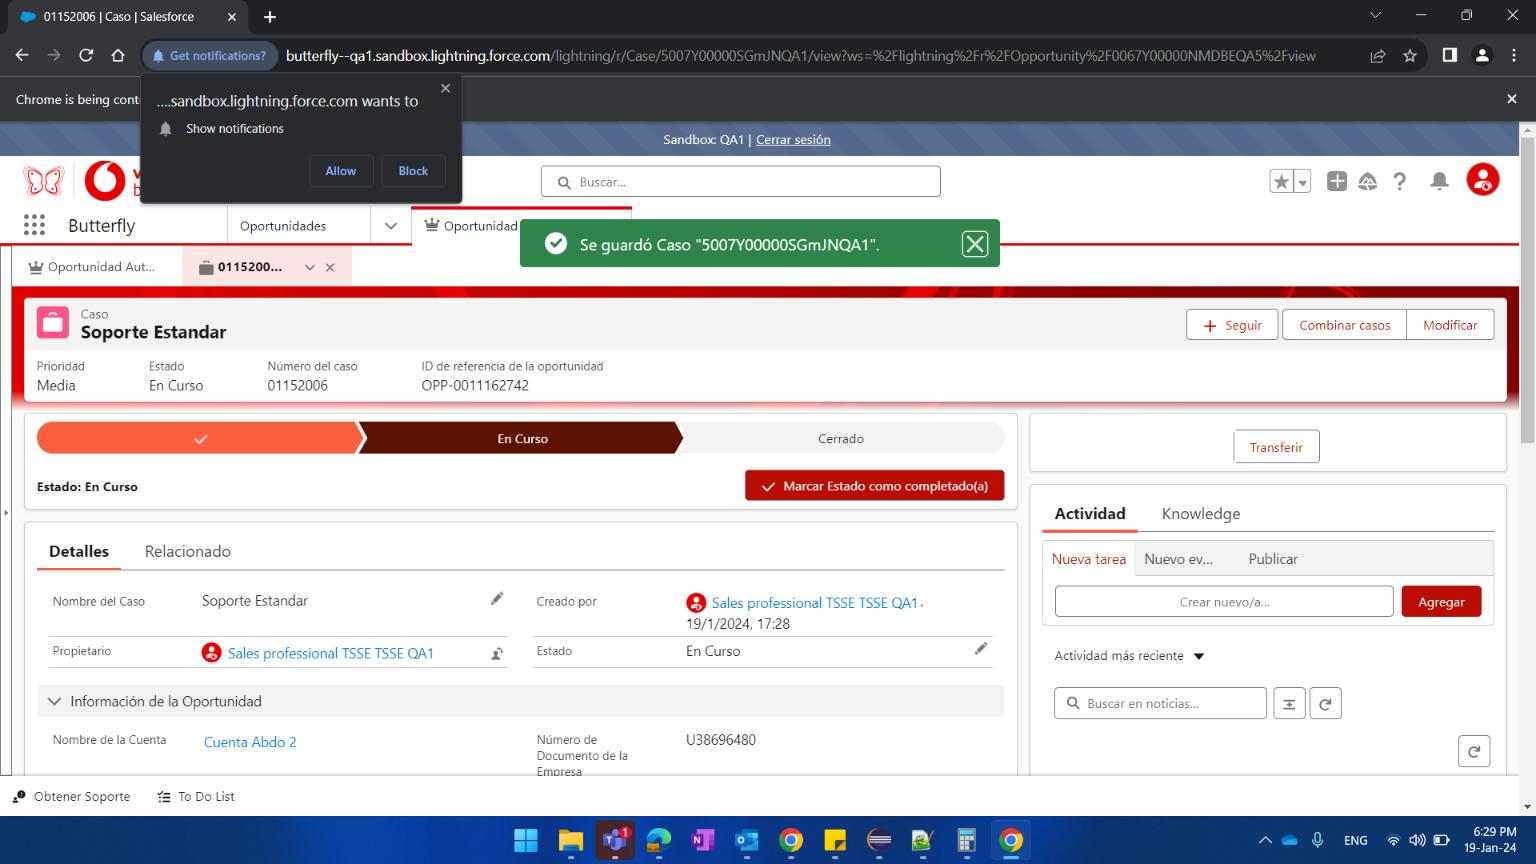 01152006 | Caso | Salesforce
Get notifications?
butterfly--qa1.sandbox.lightning.force.com/lightning/r/Case/5007Y00000SGmJNQA1/view?ws=%2Flightning%2Fr%2FOpportunity%2F0067Y00000NMDBEQA5%2Fview
Chrome is being cont
....sandbox.lightning.force.com wants to
Show notifications
Allow
Block
Sandbox: QA1 | Cerrar sesión
Buscar...
Butterfly
Oportunidades
Oportunidad
Se guardó Caso "5007Y00000SGmJNQA1".
Oportunidad Aut...
0115200...
Caso
Soporte Estandar
Seguir
Combinar casos
Modificar
Prioridad
Media
Estado
En Curso
Número del caso
01152006
ID de referencia de la oportunidad
OPP-0011162742
En Curso
Cerrado
Estado: En Curso
Marcar Estado como completado(a)
Transferir
Detalles
Relacionado
Nombre del Caso
Soporte Estandar
Creado por
Sales professional TSSE TSSE QA1,
19/1/2024, 17:28
Propietario
Sales professional TSSE TSSE QA1
Estado
En Curso
Información de la Oportunidad
Nombre de la Cuenta
Cuenta Abdo 2
Número de
Documento de la
Empresa
U38696480
Actividad
Knowledge
Nueva tarea
Nuevo ev...
Publicar
Crear nuevo/a...
Agregar
Actividad más reciente
Buscar en noticias...
Obtener Soporte
To Do List
1
ENG
6:29 PM
19-Jan-24